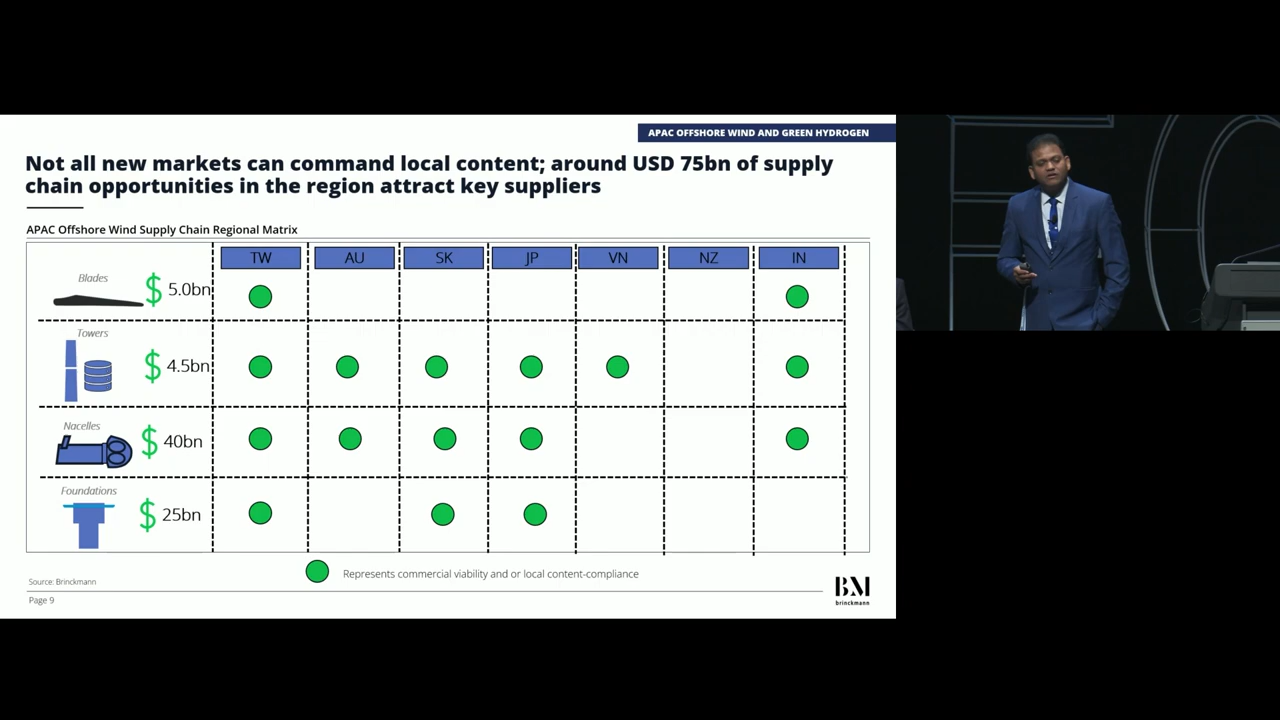 APAC OFFSHORE WIND AND GREEN HYDROGEN
Not all new markets can command local content; around USD 75bn of supply
chain opportunities in the region attract key suppliers
APAC Offshore Wind Supply Chain Regional Matrix
TW AU SK JP VN NZ IN
Blades
$ 5.0bn
Towers
$ 4.5bn
Nacelles
$ 40bn
Foundations
$ 25bn
Represents commercial viability and or local content-compliance
Source: Brinckmann
Page 9
BM
brinckmann